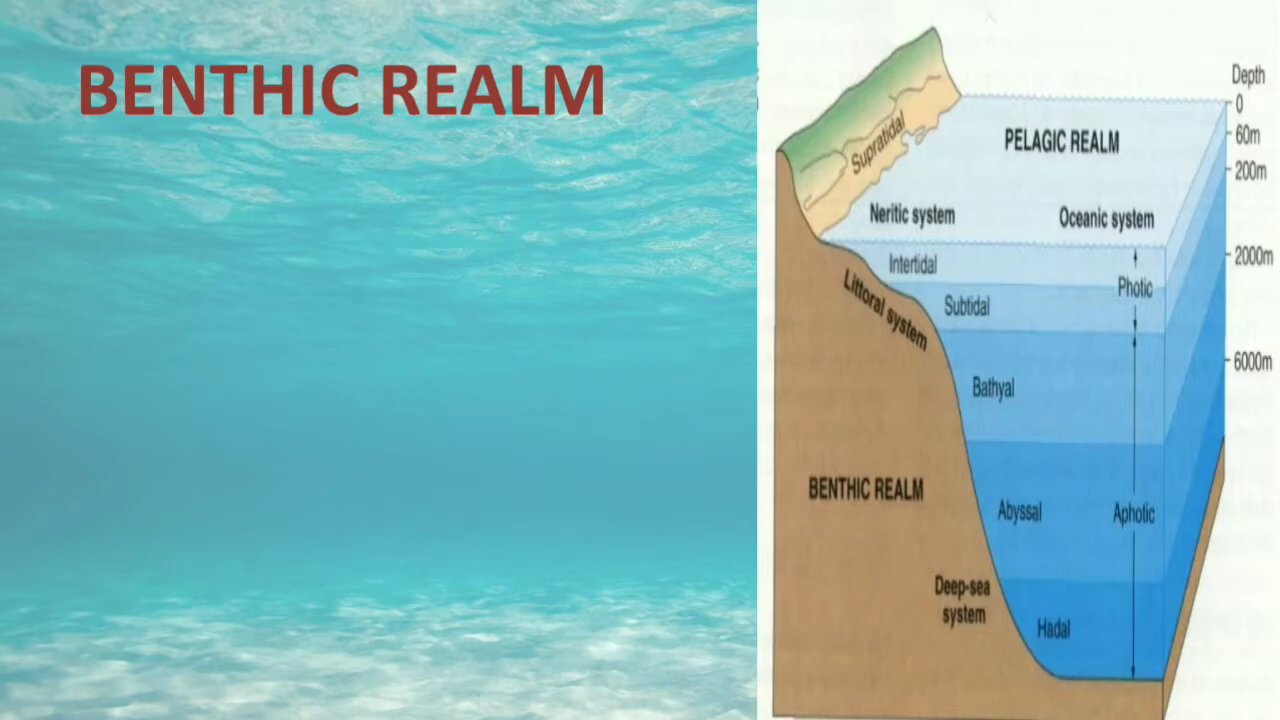 BENTHIC REALM
Depth
0
60m
200m
2000m
6000m
Supratidal
PELAGIC REALM
Neritic system
Oceanic system
Intertidal
Photic
Littoral system
Subtidal
Bathyal
BENTHIC REALM
Abyssal
Aphotic
Deep-sea
system
Hadal